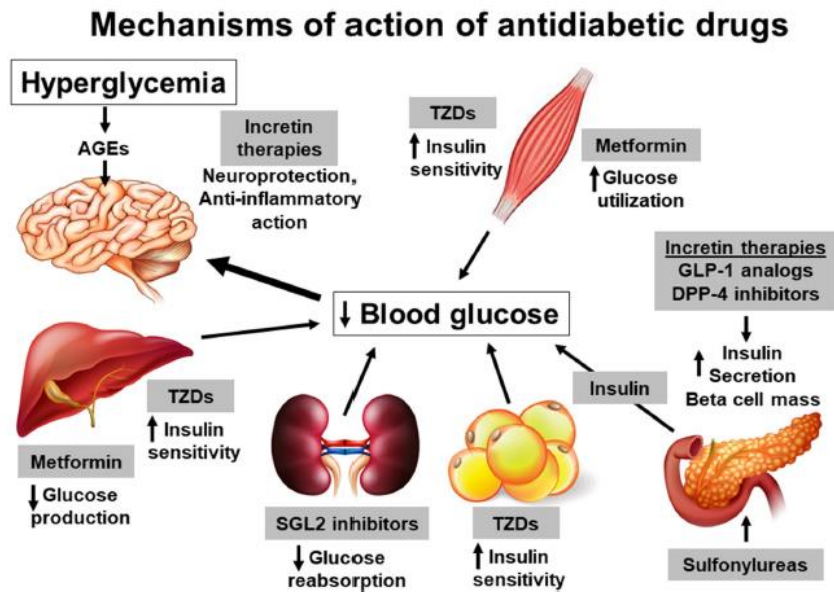 Mechanisms of action of antidiabetic drugs
Hyperglycemia
AGEs
Incretin
therapies
Neuroprotection,
Anti-inflammatory
action
TZDs
↑ Insulin
sensitivity
Metformin
↑ Glucose
utilization
Incretin therapies
GLP-1 analogs
DPP-4 inhibitors
↑ Insulin
Secretion
Beta cell mass
↓ Blood glucose
TZDs
↑ Insulin
sensitivity
Metformin
↓ Glucose
production
SGL2 inhibitors
↓ Glucose
reabsorption
TZDs
↑ Insulin
sensitivity
Insulin
Sulfonylureas